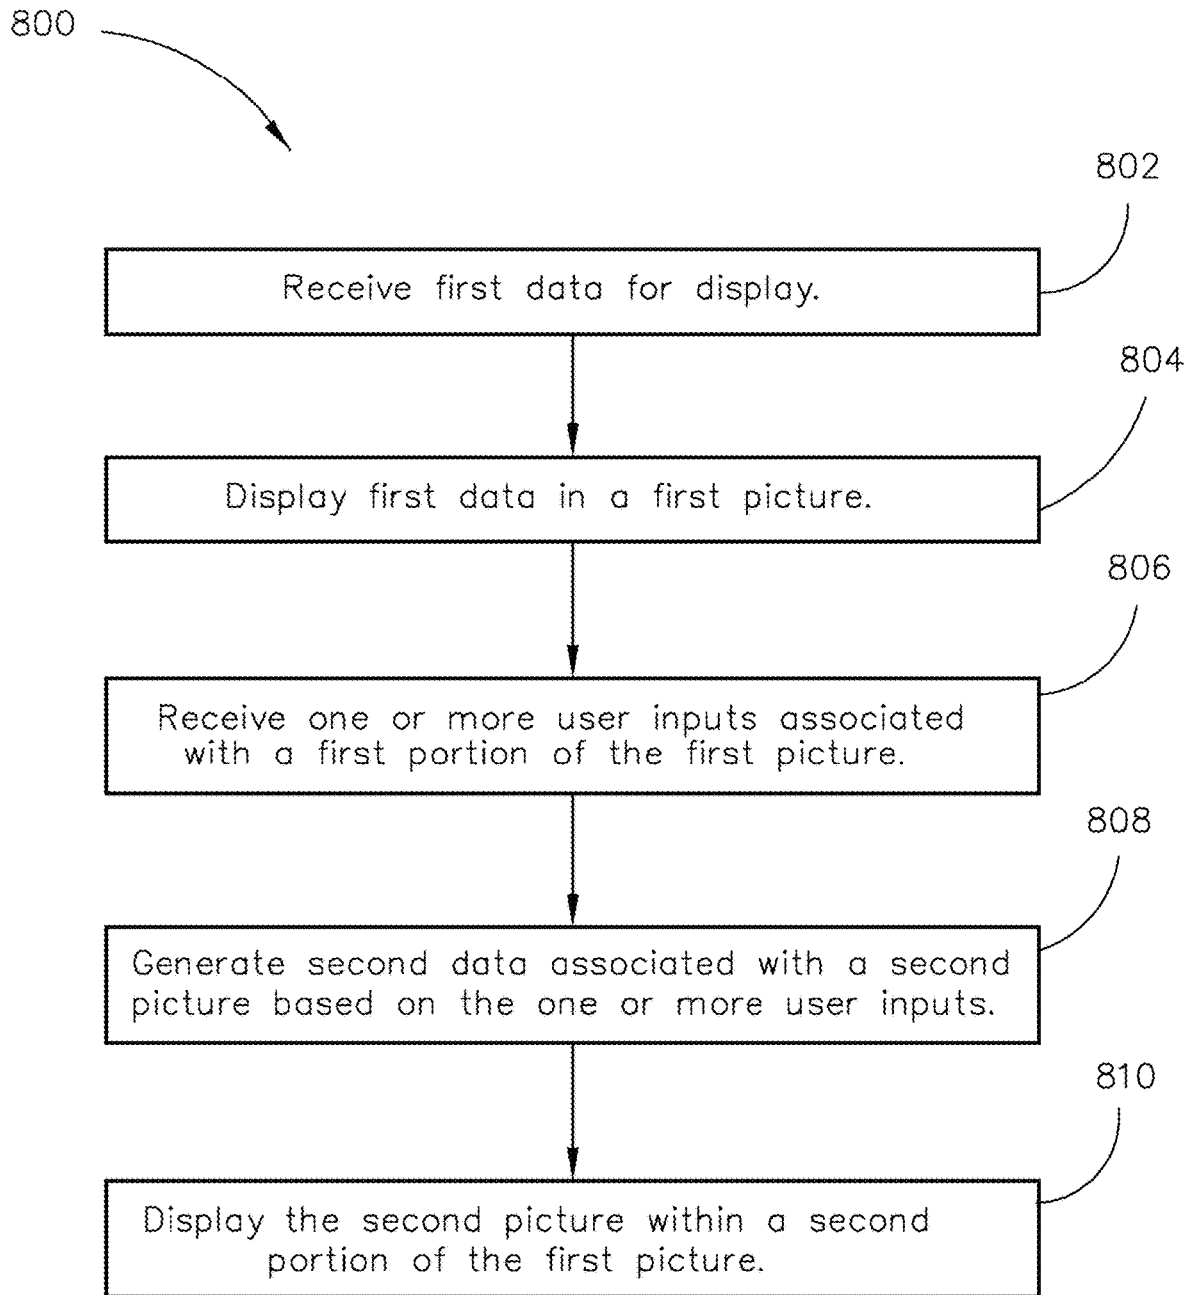 800
802
Receive first data for display.
804
Display first data in a first picture.
806
Receive one or more user inputs associated
with a first portion of the first picture.
808
Generate second data associated with a second
picture based on the one or more user inputs.
810
Display the second picture within a second
portion of the first picture.